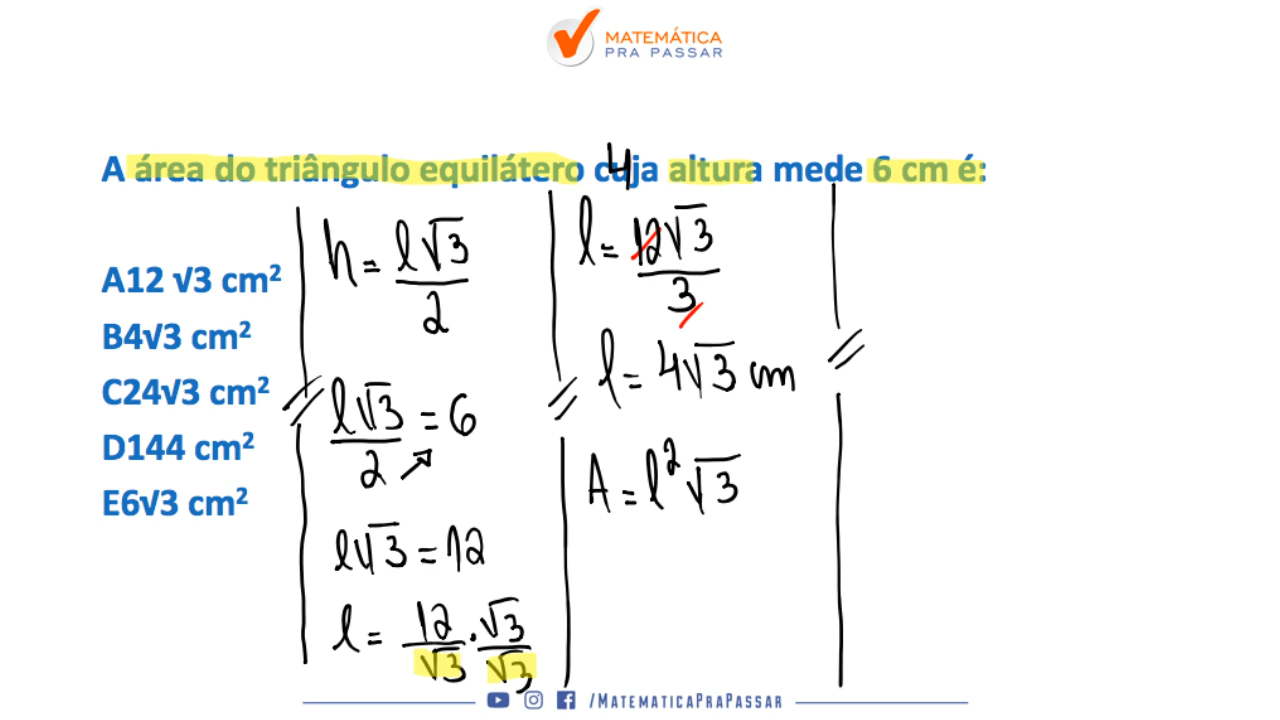 MATEMÁTICA
PRA PASSAR
A área do triângulo equilátero cuja altura mede 6 cm é:
A12 √3 cm²
B4√3 cm²
C24√3 cm²
D144 cm²
E6√3 cm²
h = l√3/2
l√3/2 = 6
l√3 = 12
l = 12/√3 . √3/√3
4
l = 12√3/3
l = 4√3 cm
A = l²√3
/MATEMATICAPRAPASSAR